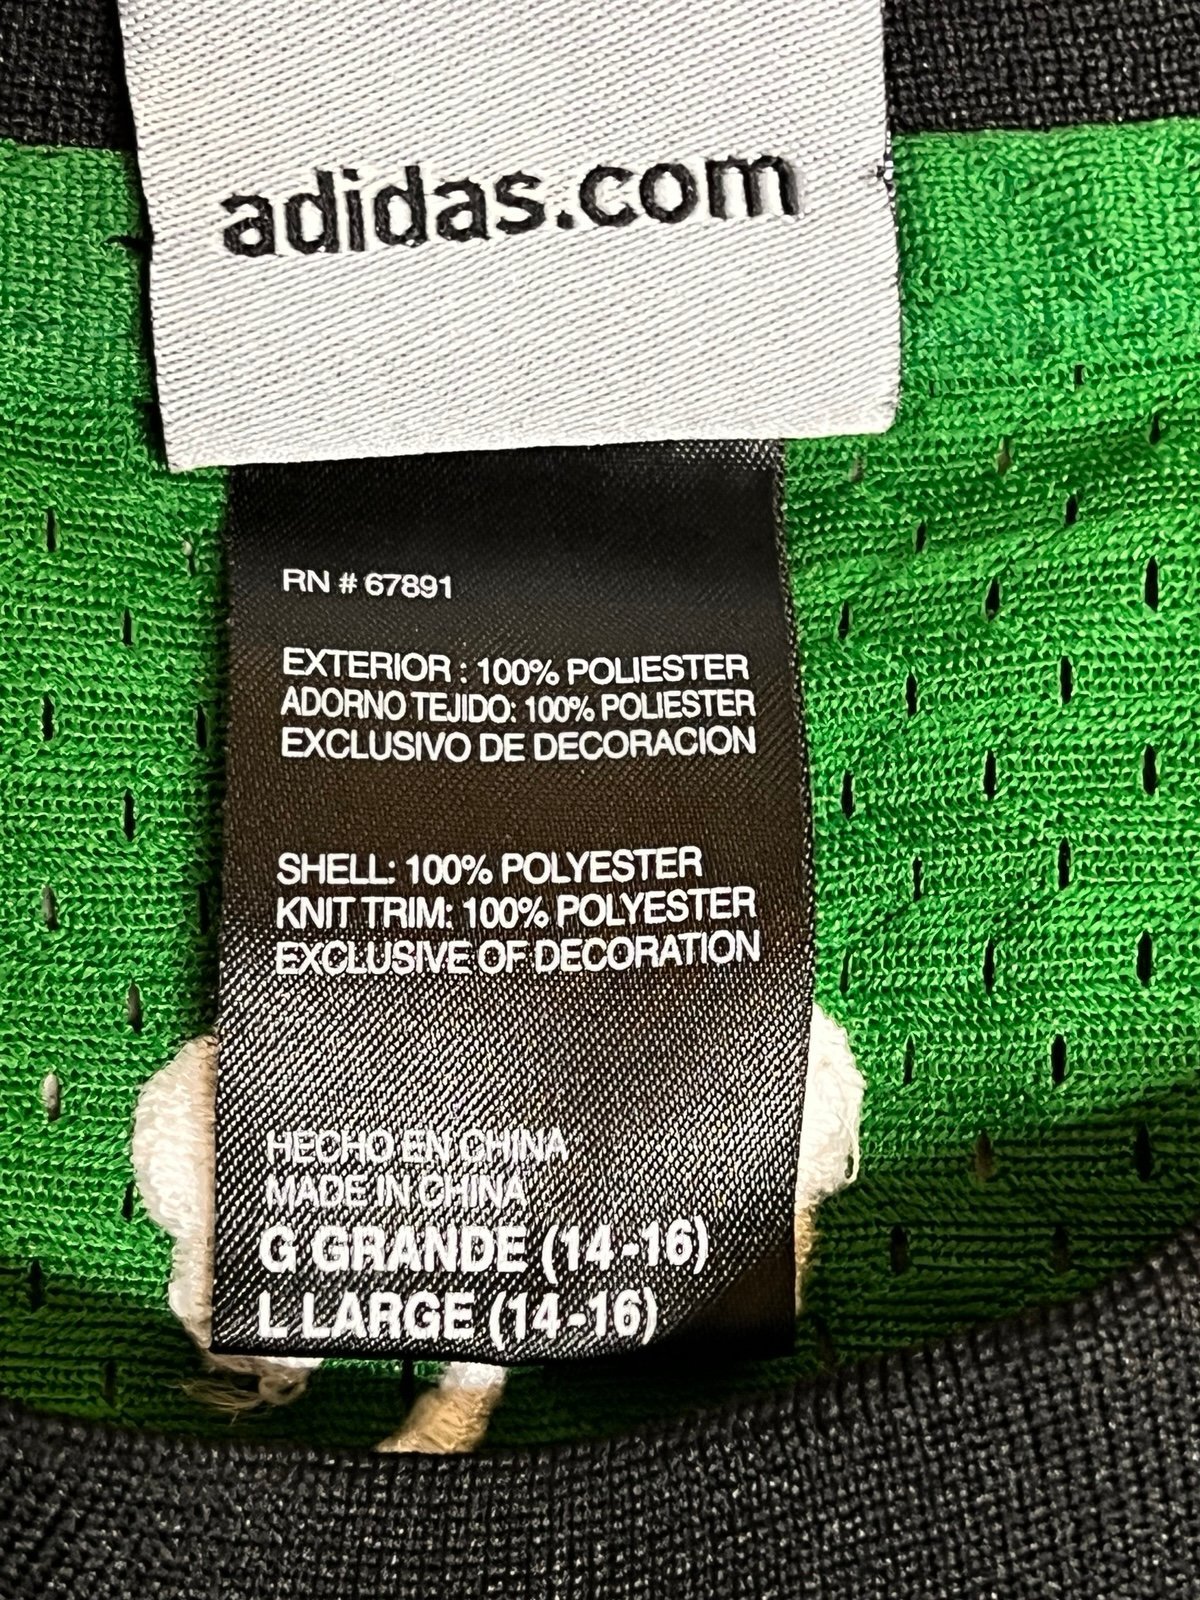 adidas.com
RN # 67891
EXTERIOR : 100% POLIESTER
ADORNO TEJIDO: 100% POLIESTER
EXCLUSIVO DE DECORACION
SHELL: 100% POLYESTER
KNIT TRIM: 100% POLYESTER
EXCLUSIVE OF DECORATION
HECHO EN CHINA
MADE IN CHINA
G GRANDE (14-16)
L LARGE (14-16)